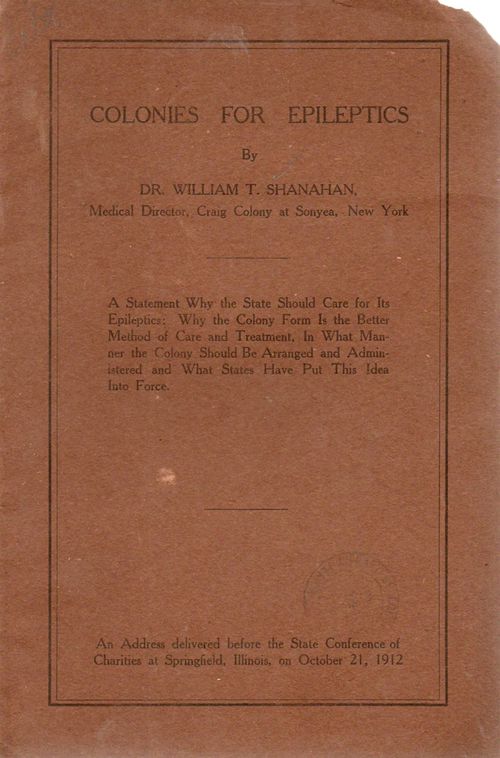 COLONIES FOR EPILEPTICS
By
DR. WILLIAM T. SHANAHAN,
Medical Director, Craig Colony at Sonyea, New York
A Statement Why the State Should Care for Its
Epileptics: Why the Colony Form Is the Better
Method of Care and Treatment, In What Man-
ner the Colony Should Be Arranged and Admin-
istered and What States Have Put This Idea
Into Force.
An Address delivered before the State Conference of
Charities at Springfield, Illinois, on October 21, 1912